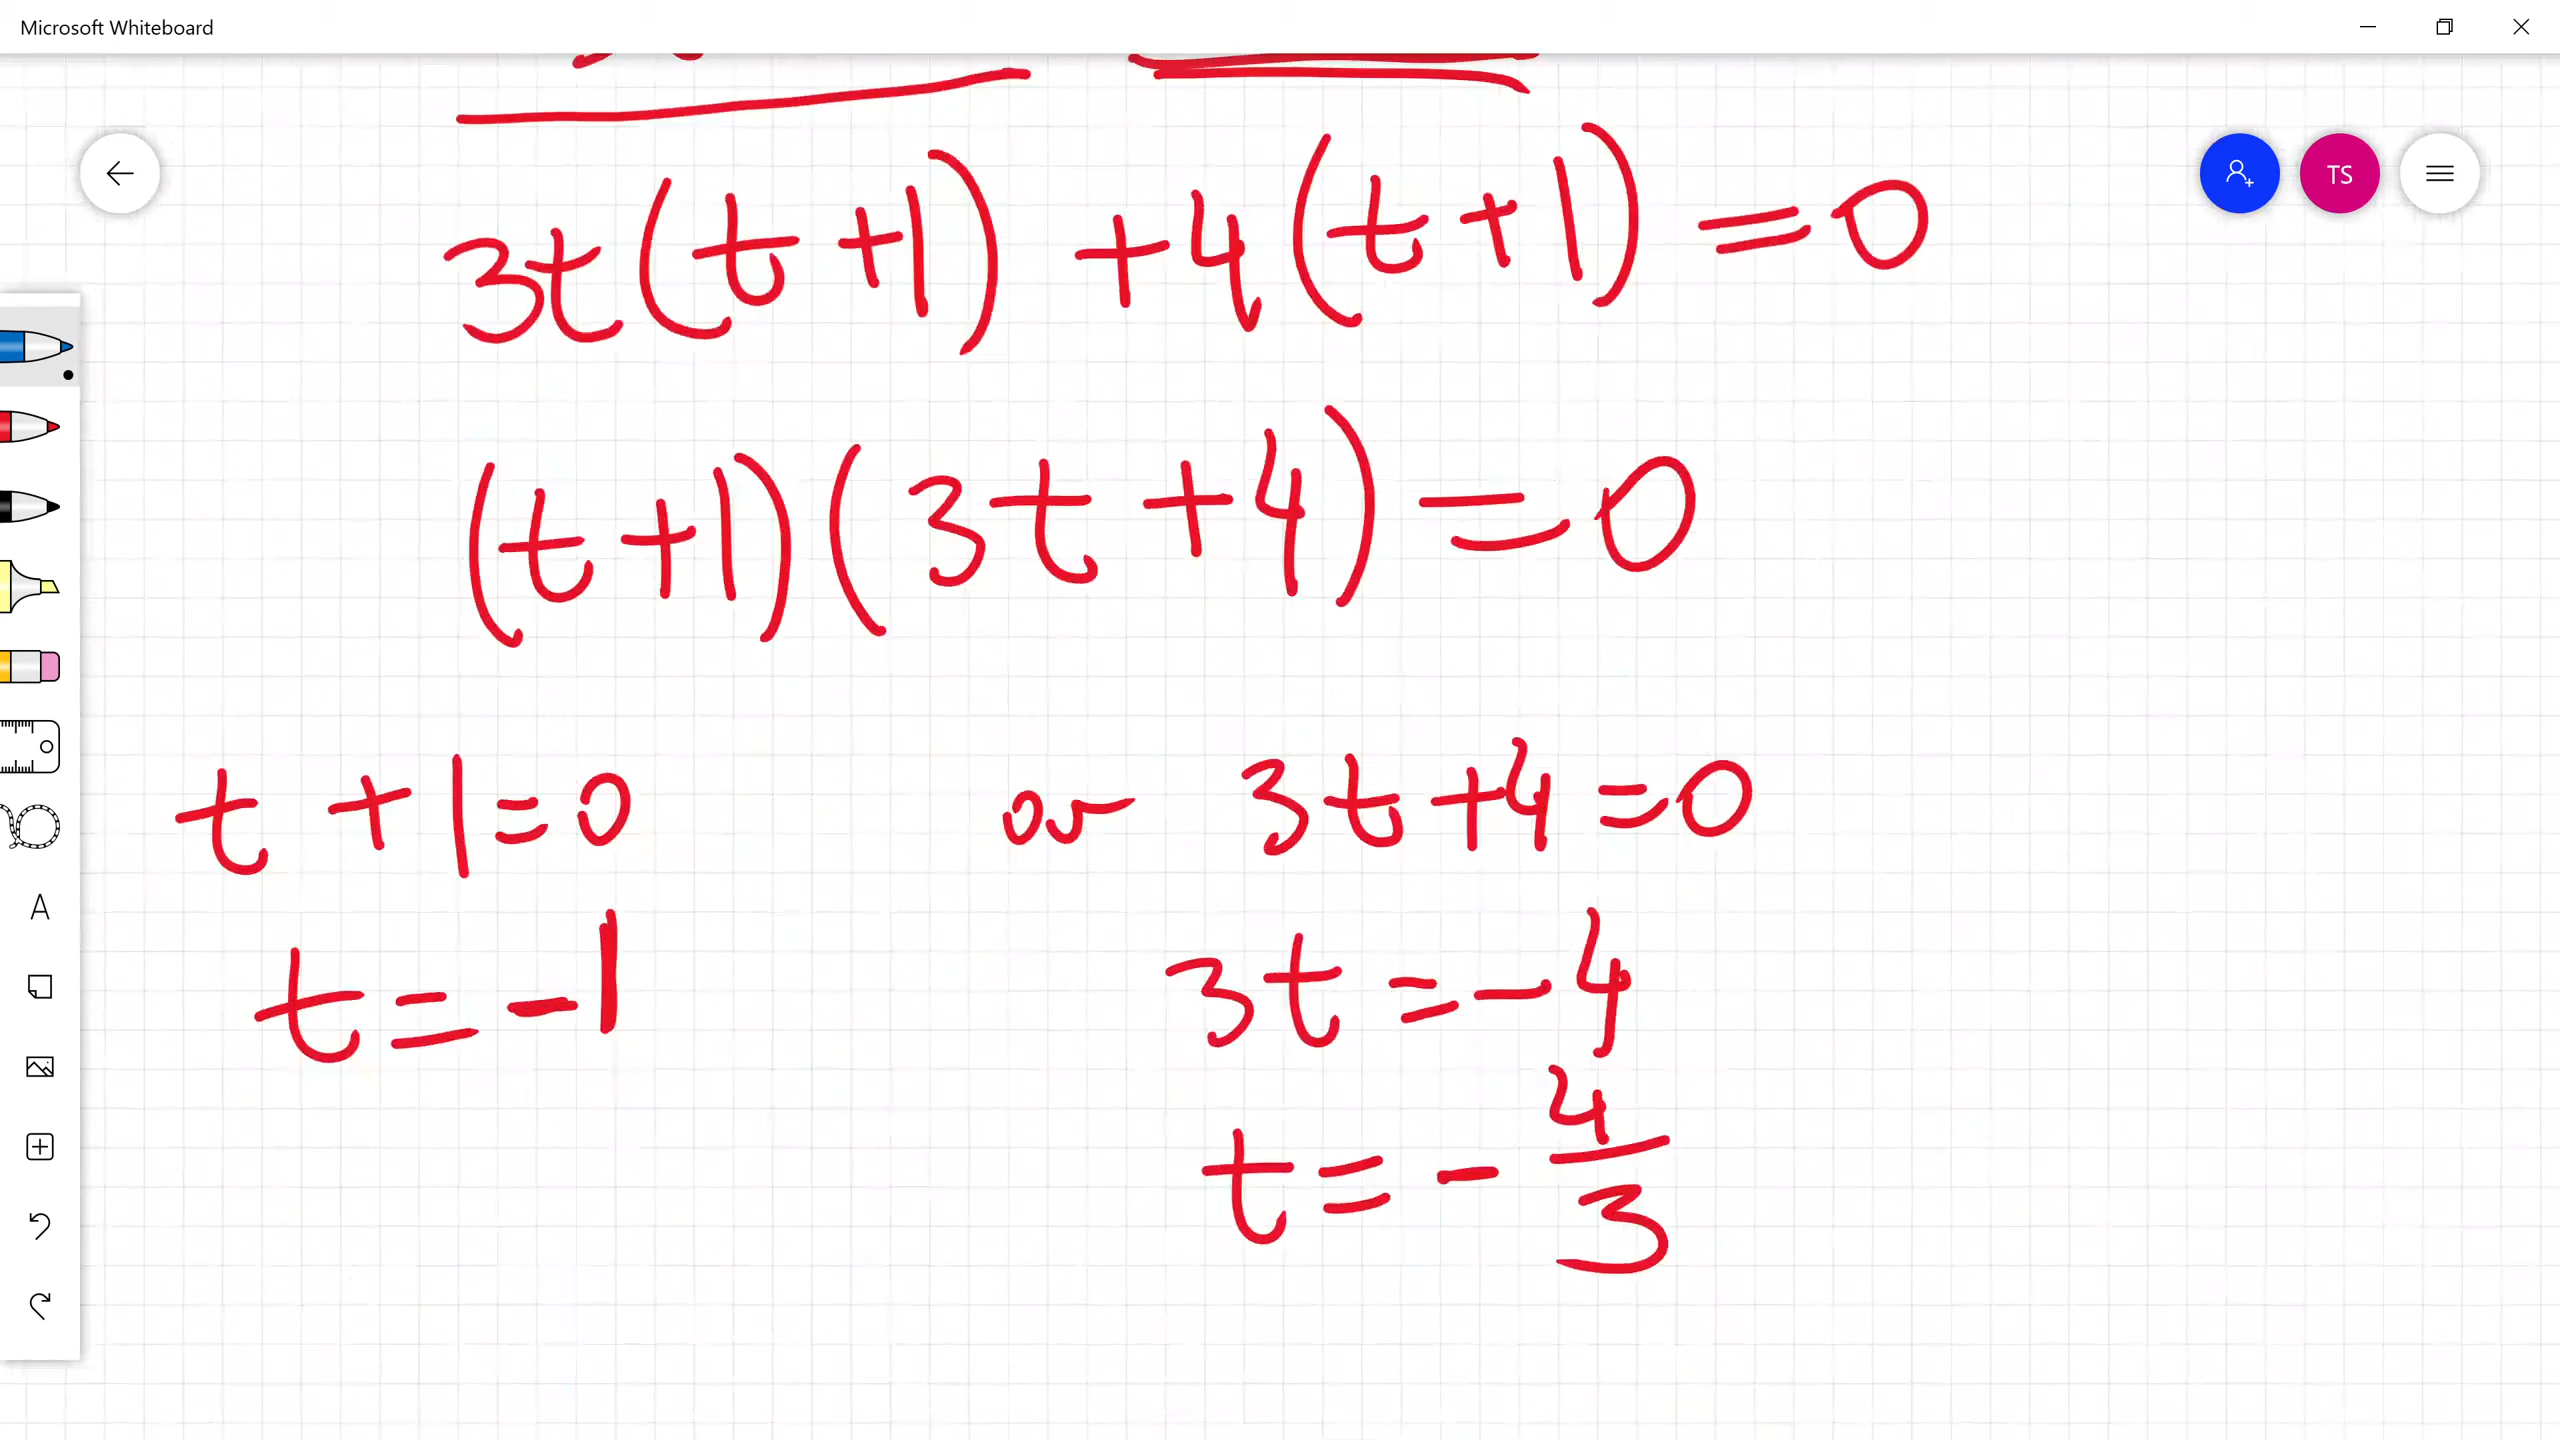 Microsoft Whiteboard
TS
3t(t+1) +4(t+1) =0
(t+1)(3t+4)=0
t+1=0 or 3t+4=0
t=-1 3t=-4
t=-4/3
A